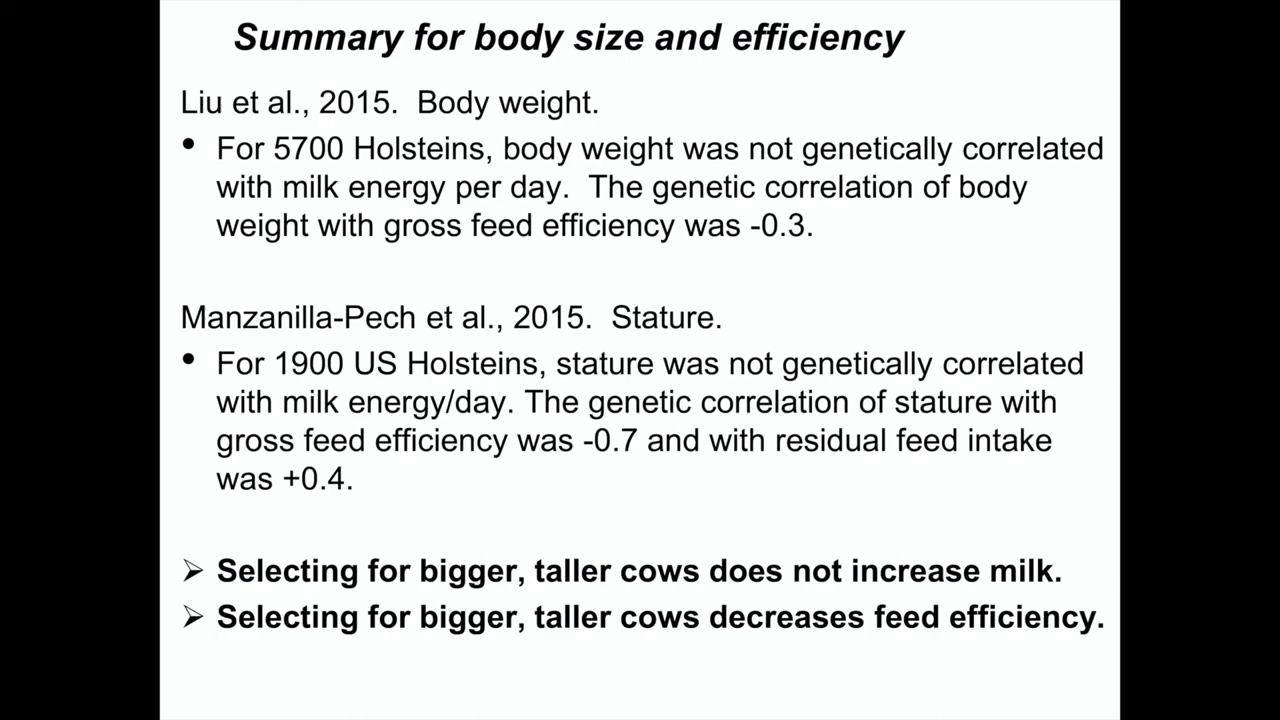 Summary for body size and efficiency
Liu et al., 2015.  Body weight.
• For 5700 Holsteins, body weight was not genetically correlated
with milk energy per day.  The genetic correlation of body
weight with gross feed efficiency was -0.3.
Manzanilla-Pech et al., 2015.  Stature.
• For 1900 US Holsteins, stature was not genetically correlated
with milk energy/day. The genetic correlation of stature with
gross feed efficiency was -0.7 and with residual feed intake
was +0.4.
➢ Selecting for bigger, taller cows does not increase milk.
➢ Selecting for bigger, taller cows decreases feed efficiency.